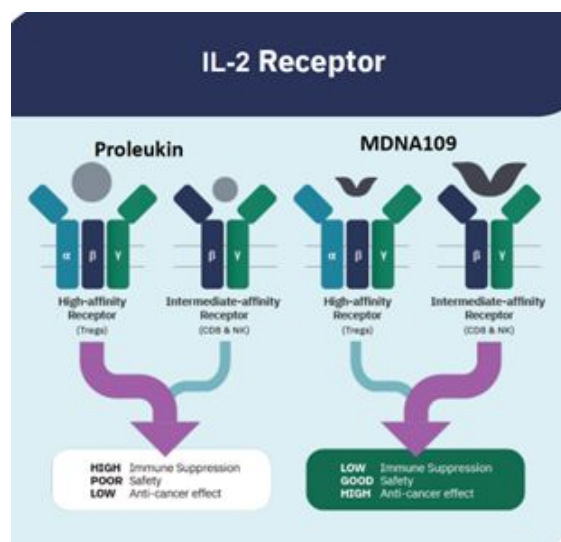 IL-2 Receptor
Proleukin
MDNA109
α β γ
β γ
α β γ
β γ
High-affinity
Receptor
(Tregs)
Intermediate-affinity
Receptor
(CD8 & NK)
High-affinity
Receptor
(Tregs)
Intermediate-affinity
Receptor
(CD8 & NK)
HIGH Immune Suppression
POOR Safety
LOW Anti-cancer effect
LOW Immune Suppression
GOOD Safety
HIGH Anti-cancer effect